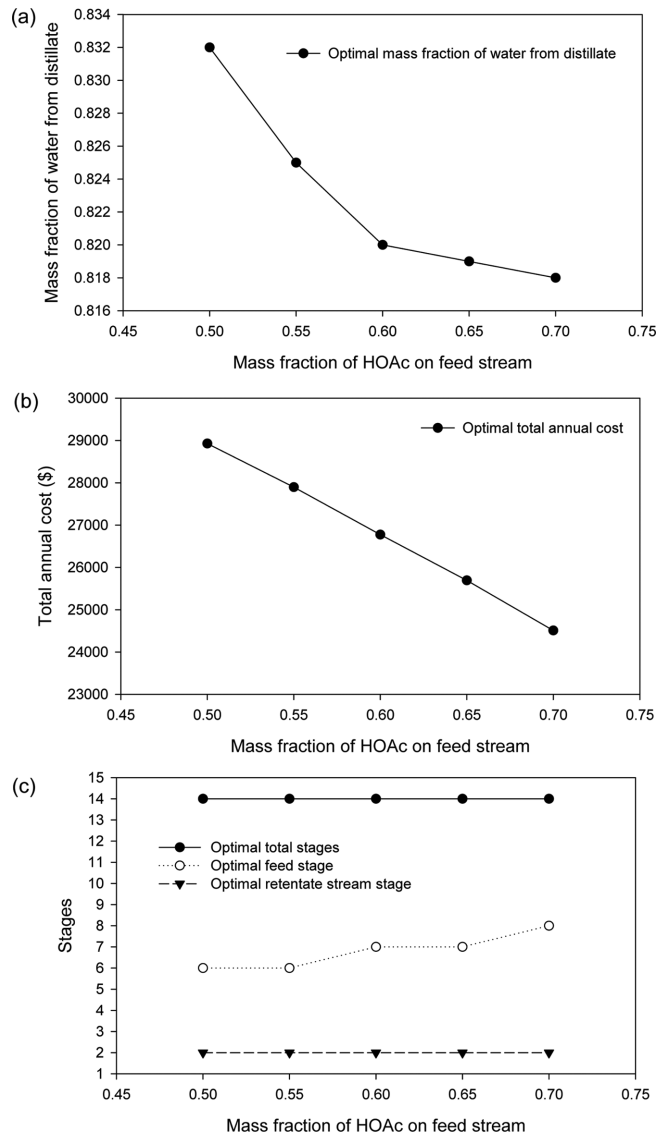 (a)
0.834
0.832
0.830
0.828
0.826
0.824
0.822
0.820
0.818
0.816
Mass fraction of water from distillate
Optimal mass fraction of water from distillate
0.45 0.50 0.55 0.60 0.65 0.70 0.75
Mass fraction of HOAc on feed stream
(b)
30000
29000
28000
27000
26000
25000
24000
23000
Total annual cost ($)
Optimal total annual cost
0.45 0.50 0.55 0.60 0.65 0.70 0.75
Mass fraction of HOAc on feed stream
(c)
15
14
13
12
11
10
9
8
7
6
5
4
3
2
1
Stages
Optimal total stages
Optimal feed stage
Optimal retentate stream stage
0.45 0.50 0.55 0.60 0.65 0.70 0.75
Mass fraction of HOAc on feed stream